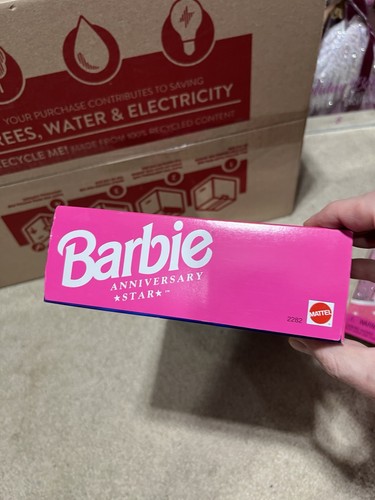 YOUR PURCHASE CONTRIBUTES TO SAVING
REES, WATER & ELECTRICITY
RECYCLE ME! MADE FROM 100% RECYCLED CONTENT
Barbie
ANNIVERSARY
★STAR★™
2282
MATTEL